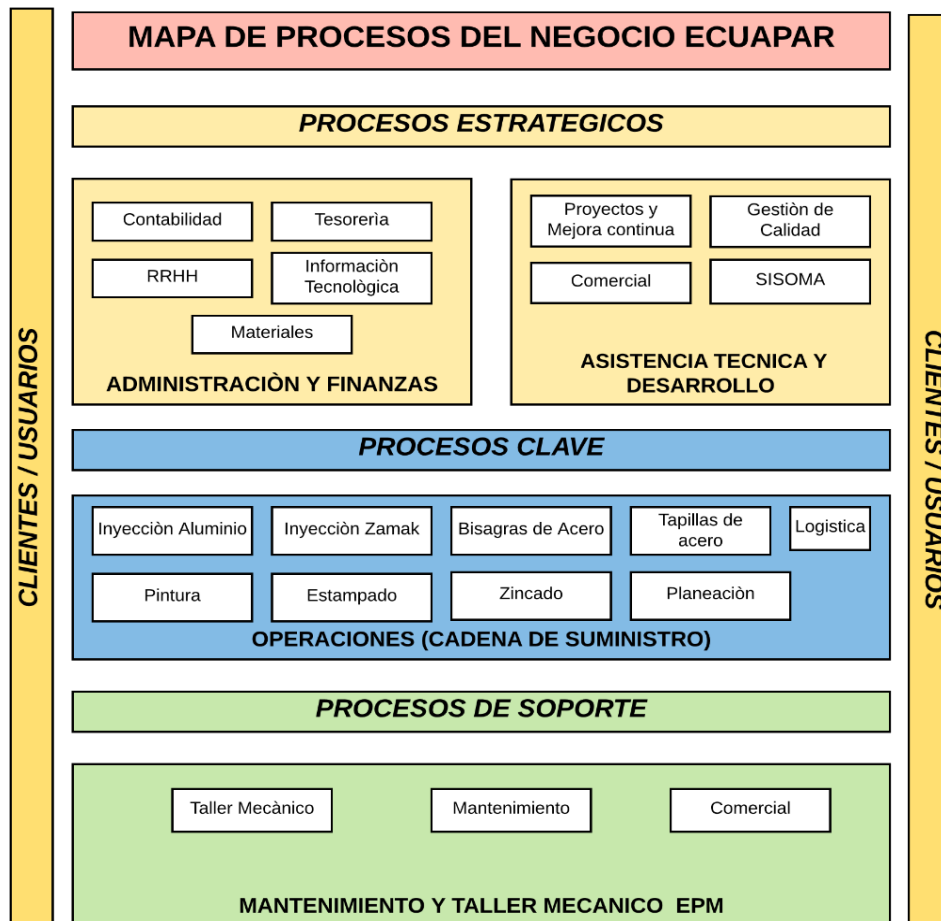 MAPA DE PROCESOS DEL NEGOCIO ECUAPAR
CLIENTES / USUARIOS
PROCESOS ESTRATEGICOS
Contabilidad
Tesorerìa
RRHH
Informaciòn
Tecnològica
Materiales
ADMINISTRACIÒN Y FINANZAS
Proyectos y
Mejora continua
Gestiòn de
Calidad
Comercial
SISOMA
ASISTENCIA TECNICA Y
DESARROLLO
PROCESOS CLAVE
Inyecciòn Aluminio
Inyecciòn Zamak
Bisagras de Acero
Tapillas de
acero
Logistica
Pintura
Estampado
Zincado
Planeaciòn
OPERACIONES (CADENA DE SUMINISTRO)
PROCESOS DE SOPORTE
Taller Mecànico
Mantenimiento
Comercial
MANTENIMIENTO Y TALLER MECANICO EPM
CLIENTES / USUARIOS